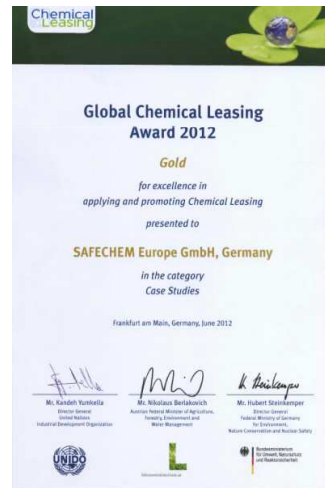 Chemical
Leasing
Global Chemical Leasing
Award 2012
Gold
for excellence in
applying and promoting Chemical Leasing
presented to
SAFECHEM Europe GmbH, Germany
in the category
Case Studies
Frankfurt am Main, Germany, June 2012
Mr. Kandeh Yumkella
Director General
United Nations
Industrial Development Organization
Mr. Nikolaus Berlakovich
Austrian Federal Minister of Agriculture,
Forestry, Environment and
Water Management
Mr. Hubert Steinkemper
Director General
Federal Ministry of Germany
for Environment,
Nature Conservation and Nuclear Safety
UNIDO
Bundesministerium
für Umwelt, Naturschutz
und Reaktorsicherheit